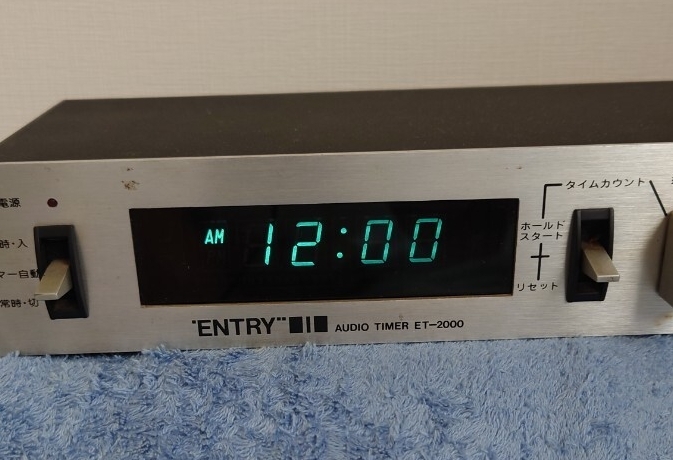 電源
時・入
マー自動
常時・切
AM 12:00
"ENTRY" AUDIO TIMER ET-2000
タイムカウント
ホールド
スタート
リセット